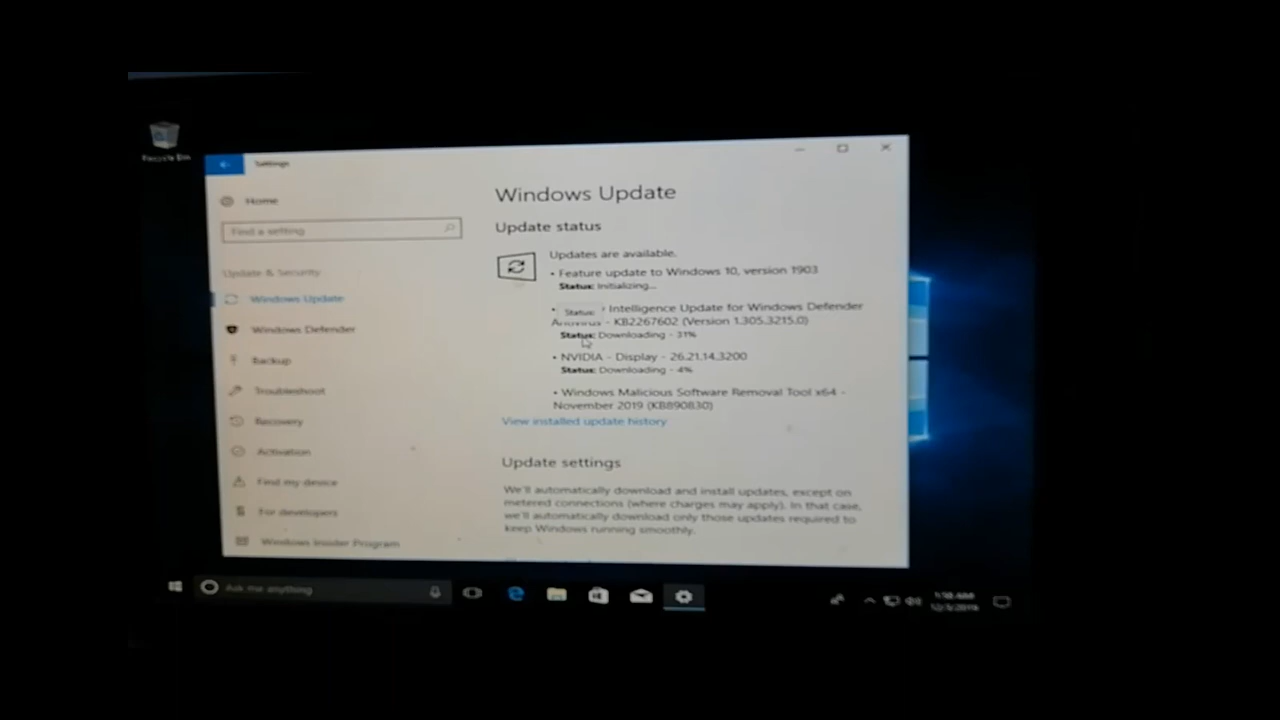 Recycle Bin
Settings
Home
Find a setting
Update & Security
Windows Update
Windows Defender
Backup
Troubleshoot
Recovery
Activation
Find my device
For developers
Windows Insider Program
Windows Update
Update status
Updates are available.
• Feature update to Windows 10, version 1903
Status: Initializing...
• Status: Intelligence Update for Windows Defender
Antivirus - KB2267602 (Version 1.305.3215.0)
Status: Downloading - 31%
• NVIDIA - Display - 26.21.14.3200
Status: Downloading - 4%
• Windows Malicious Software Removal Tool x64 -
November 2019 (KB890830)
View installed update history
Update settings
We'll automatically download and install updates, except on
metered connections (where charges may apply). In that case,
we'll automatically download only those updates required to
keep Windows running smoothly.
Ask me anything